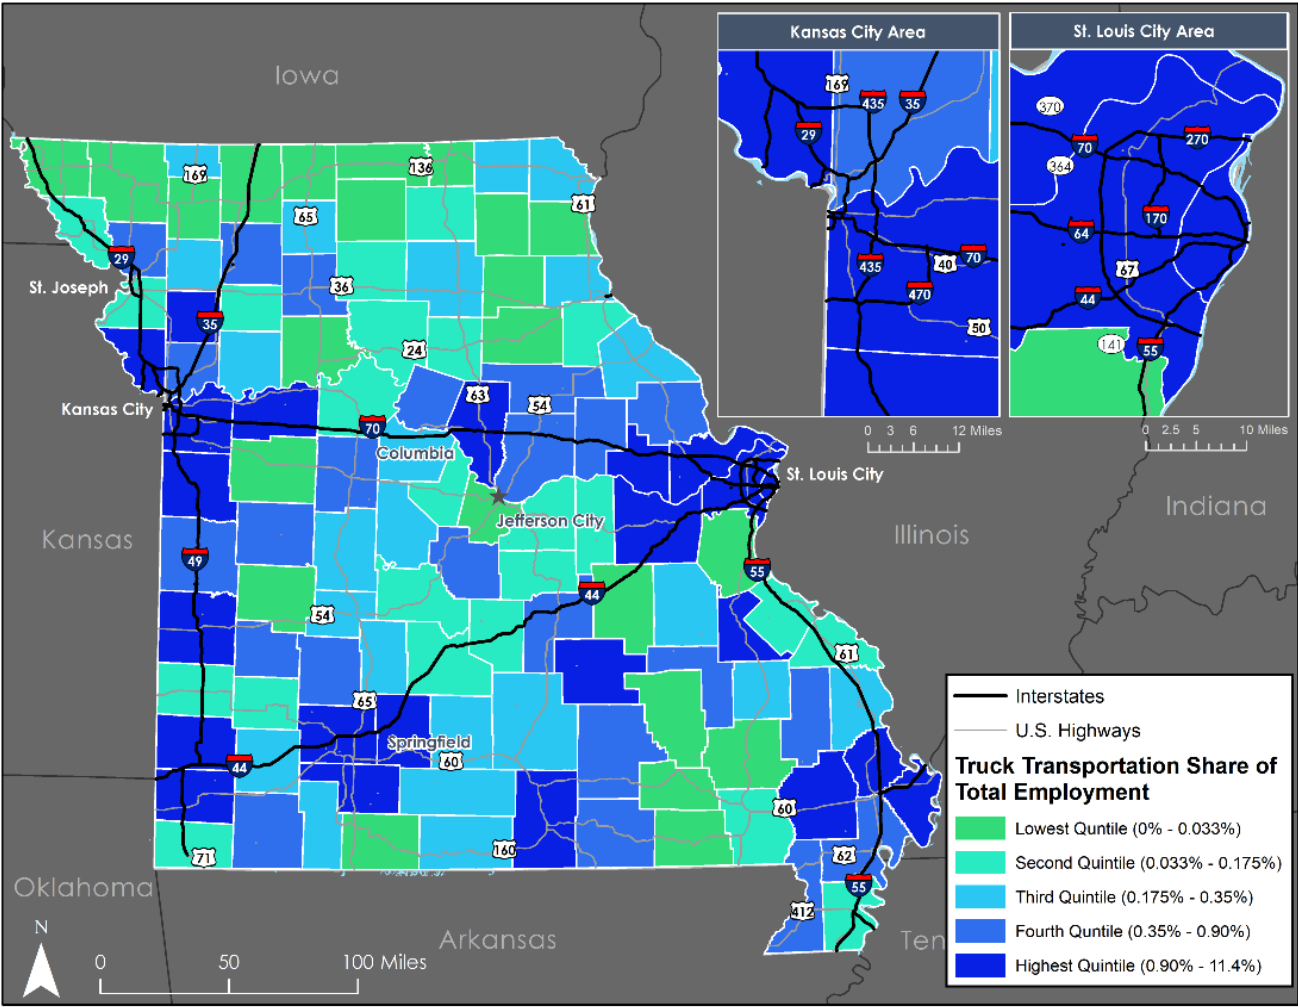 Kansas City Area
St. Louis City Area
Iowa
169
435
35
29
435
40
70
470
50
0 3 6 12 Miles
370
70
270
364
170
64
67
44
141
55
0 2.5 5 10 Miles
169
136
65
61
29
36
St. Joseph
35
24
Kansas City
63
54
70
Columbia
St. Louis City
Jefferson City
Kansas
Illinois
Indiana
49
55
44
54
61
65
Springfield
60
44
60
160
71
62
55
412
Oklahoma
Arkansas
Ten
N
0 50 100 Miles
Interstates
U.S. Highways
Truck Transportation Share of
Total Employment
Lowest Quntile (0% - 0.033%)
Second Quintile (0.033% - 0.175%)
Third Quintile (0.175% - 0.35%)
Fourth Quntile (0.35% - 0.90%)
Highest Quintile (0.90% - 11.4%)